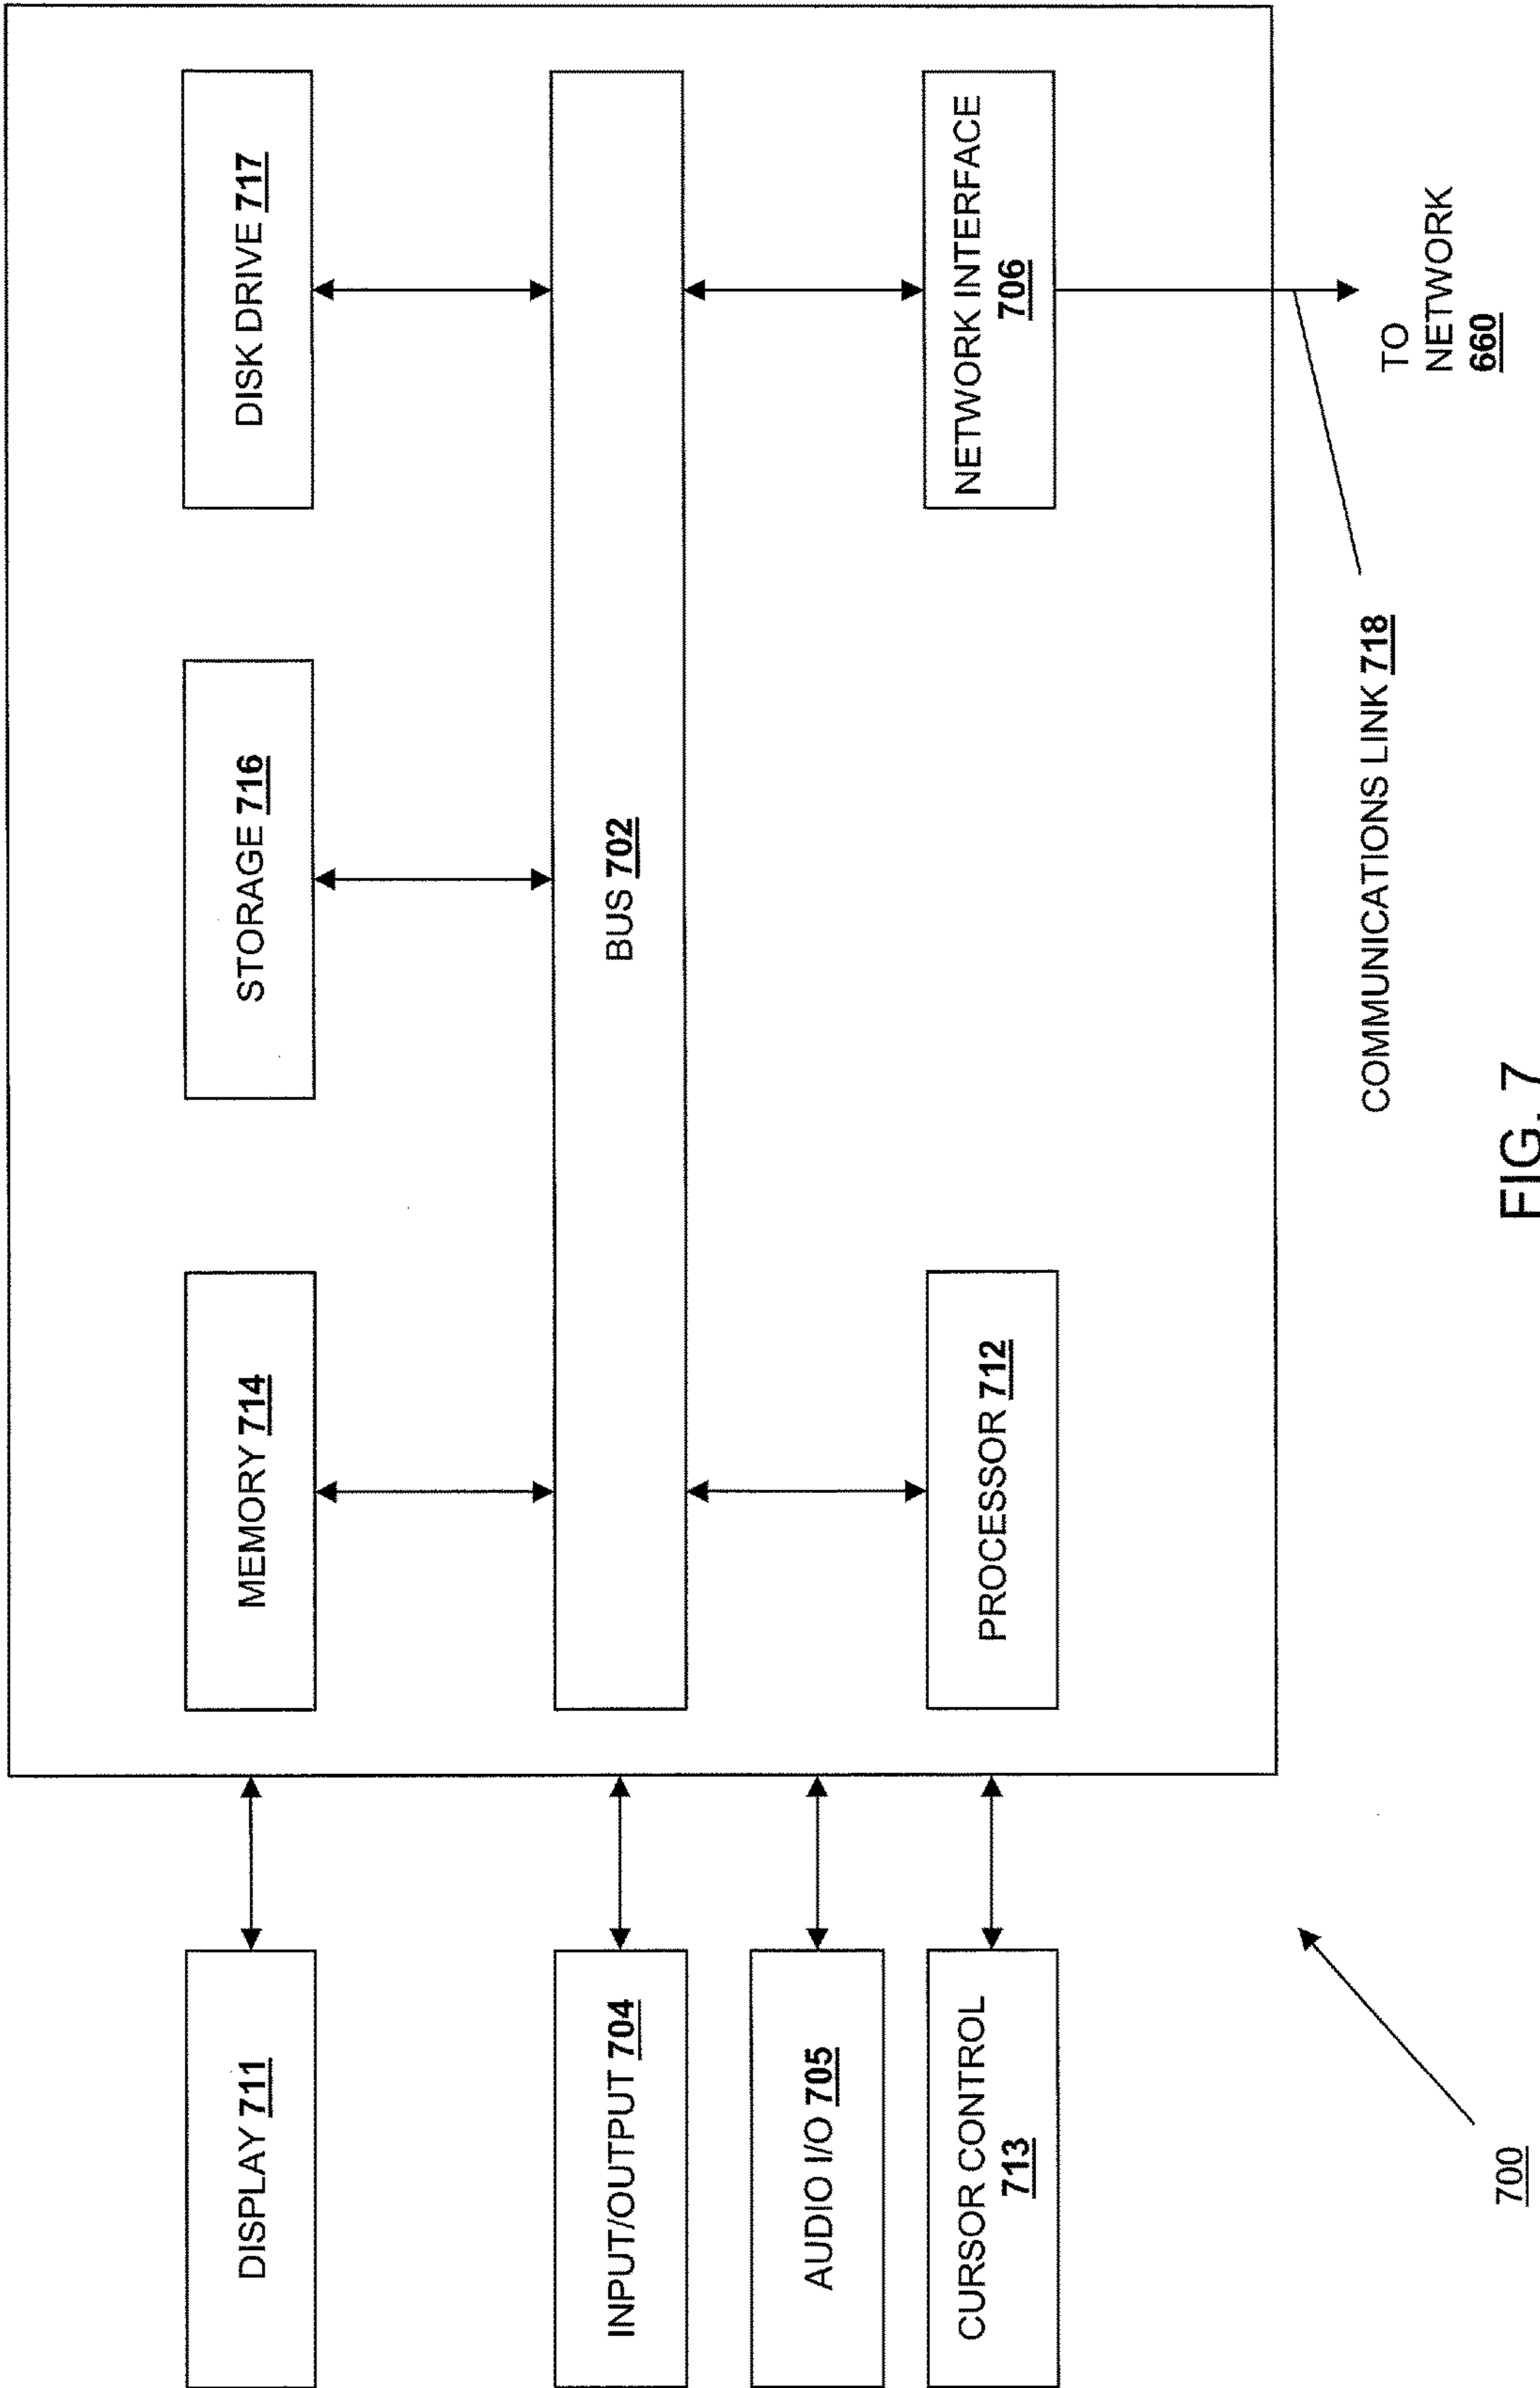 DISPLAY 711
MEMORY 714
STORAGE 716
DISK DRIVE 717
INPUT/OUTPUT 704
BUS 702
AUDIO I/O 705
CURSOR CONTROL
713
PROCESSOR 712
NETWORK INTERFACE
706
COMMUNICATIONS LINK 718
TO
NETWORK
660
700
FIG. 7